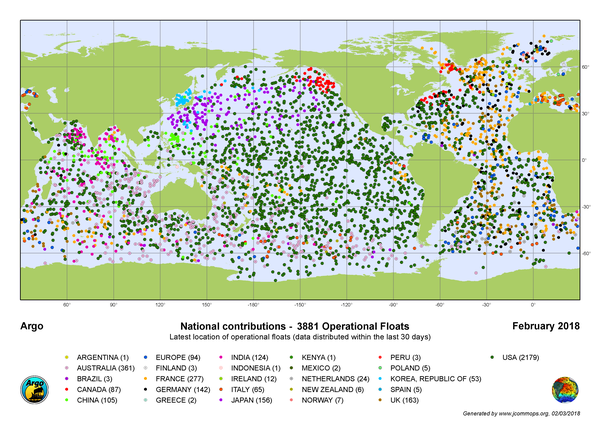 60°
30°
0°
-30°
-60°
60° 90° 120° 150° 180° -150° -120° -90° -60° -30° 0°
Argo
National contributions - 3881 Operational Floats
February 2018
Latest location of operational floats (data distributed within the last 30 days)
ARGENTINA (1) EUROPE (94) INDIA (124) KENYA (1) PERU (3) USA (2179)
AUSTRALIA (361) FINLAND (3) INDONESIA (1) MEXICO (2) POLAND (5)
BRAZIL (3) FRANCE (277) IRELAND (12) NETHERLANDS (24) KOREA, REPUBLIC OF (53)
CANADA (87) GERMANY (142) ITALY (65) NEW ZEALAND (6) SPAIN (5)
CHINA (105) GREECE (2) JAPAN (156) NORWAY (7) UK (163)
Argo
Generated by www.jcommops.org, 02/03/2018